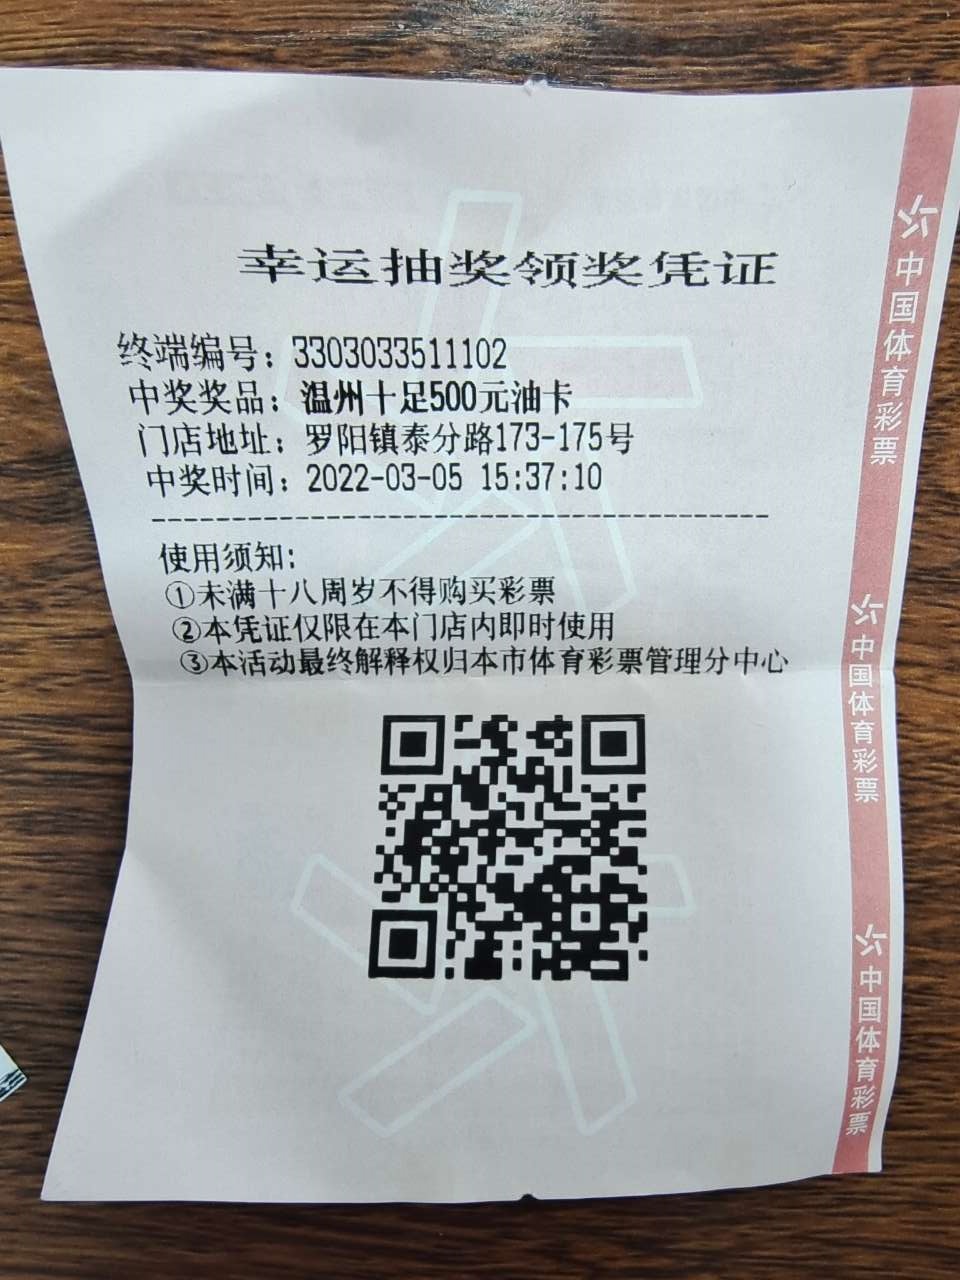 幸运抽奖领奖凭证
终端编号：3303033511102
中奖奖品：温州十足500元油卡
门店地址：罗阳镇泰分路173-175号
中奖时间：2022-03-05 15:37:10
使用须知：
①未满十八周岁不得购买彩票
②本凭证仅限在本门店内即时使用
③本活动最终解释权归本市体育彩票管理分中心
中国体育彩票
中国体育彩票
中国体育彩票